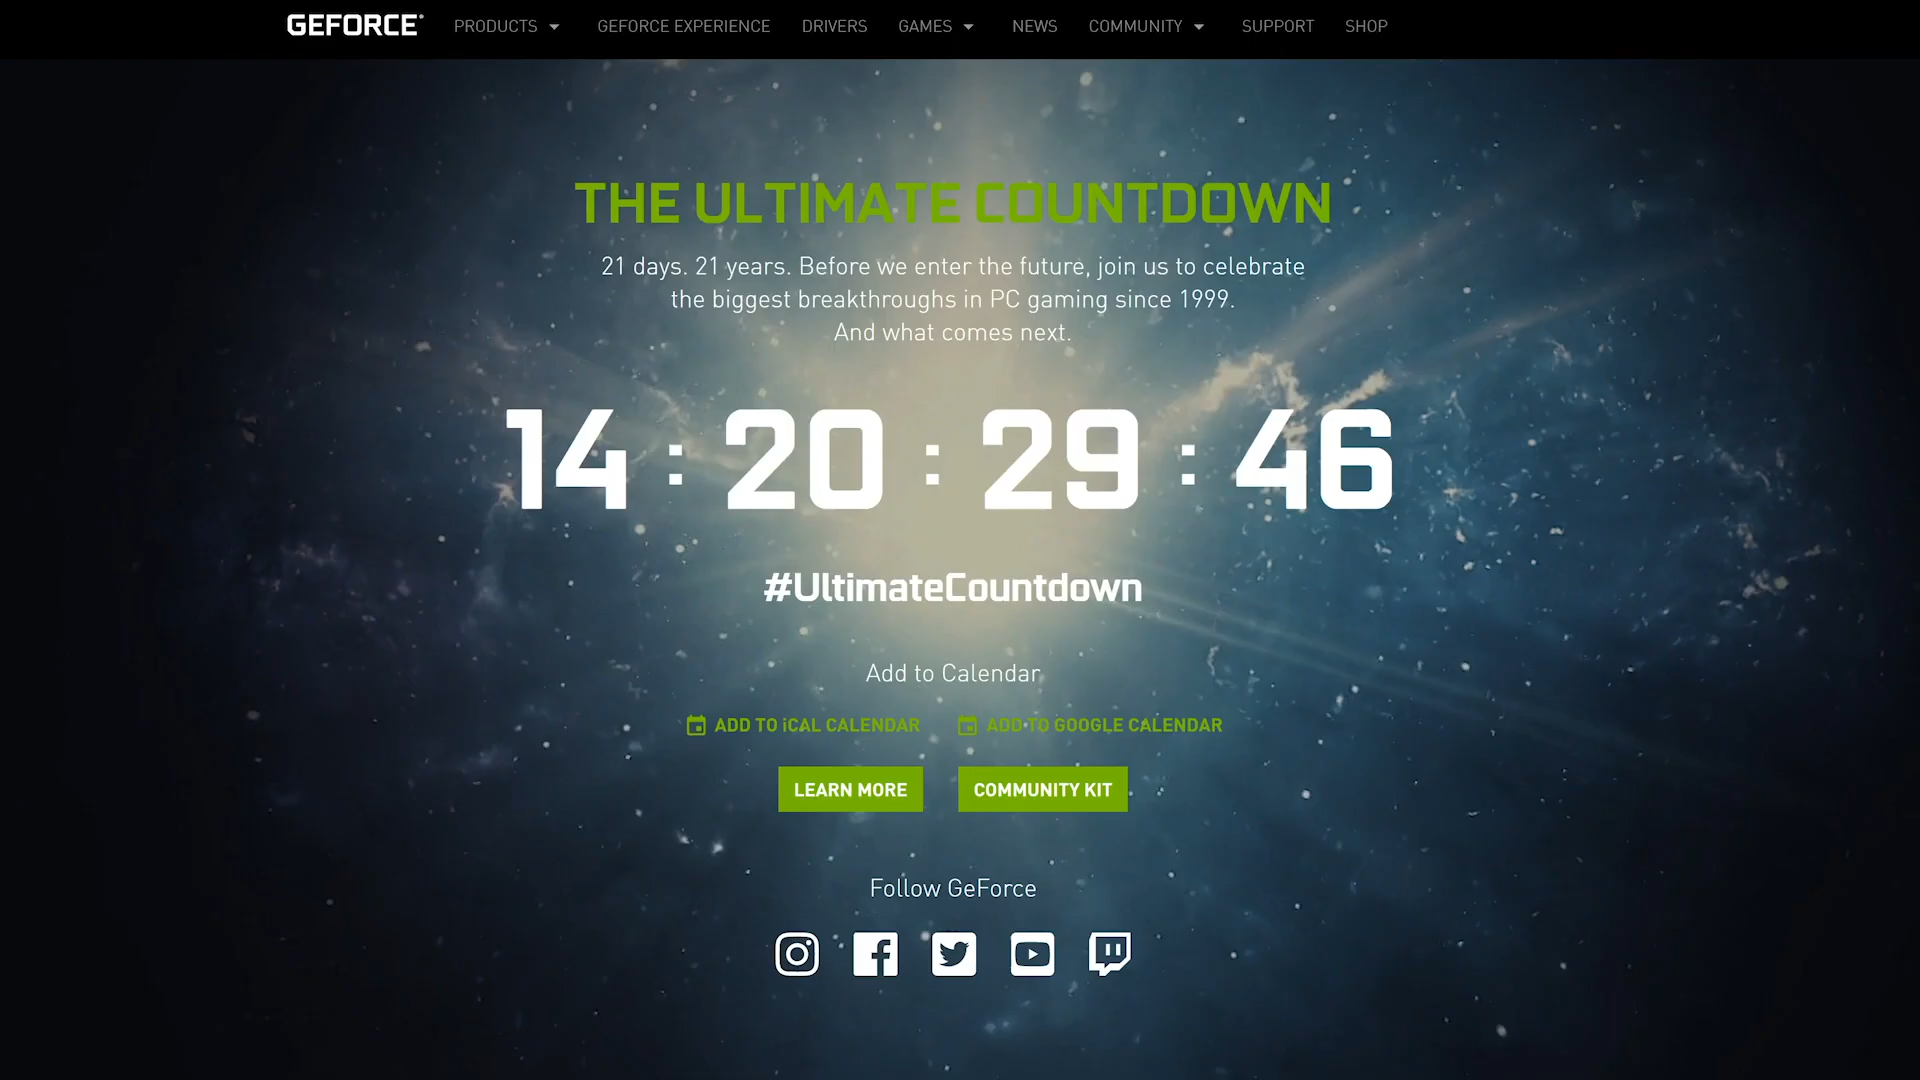 GEFORCE
PRODUCTS
GEFORCE EXPERIENCE
DRIVERS
GAMES
NEWS
COMMUNITY
SUPPORT
SHOP
THE ULTIMATE COUNTDOWN
21 days. 21 years. Before we enter the future, join us to celebrate
the biggest breakthroughs in PC gaming since 1999.
And what comes next.
14 : 20 : 29 : 46
#UltimateCountdown
Add to Calendar
ADD TO iCAL CALENDAR
ADD TO GOOGLE CALENDAR
LEARN MORE
COMMUNITY KIT
Follow GeForce